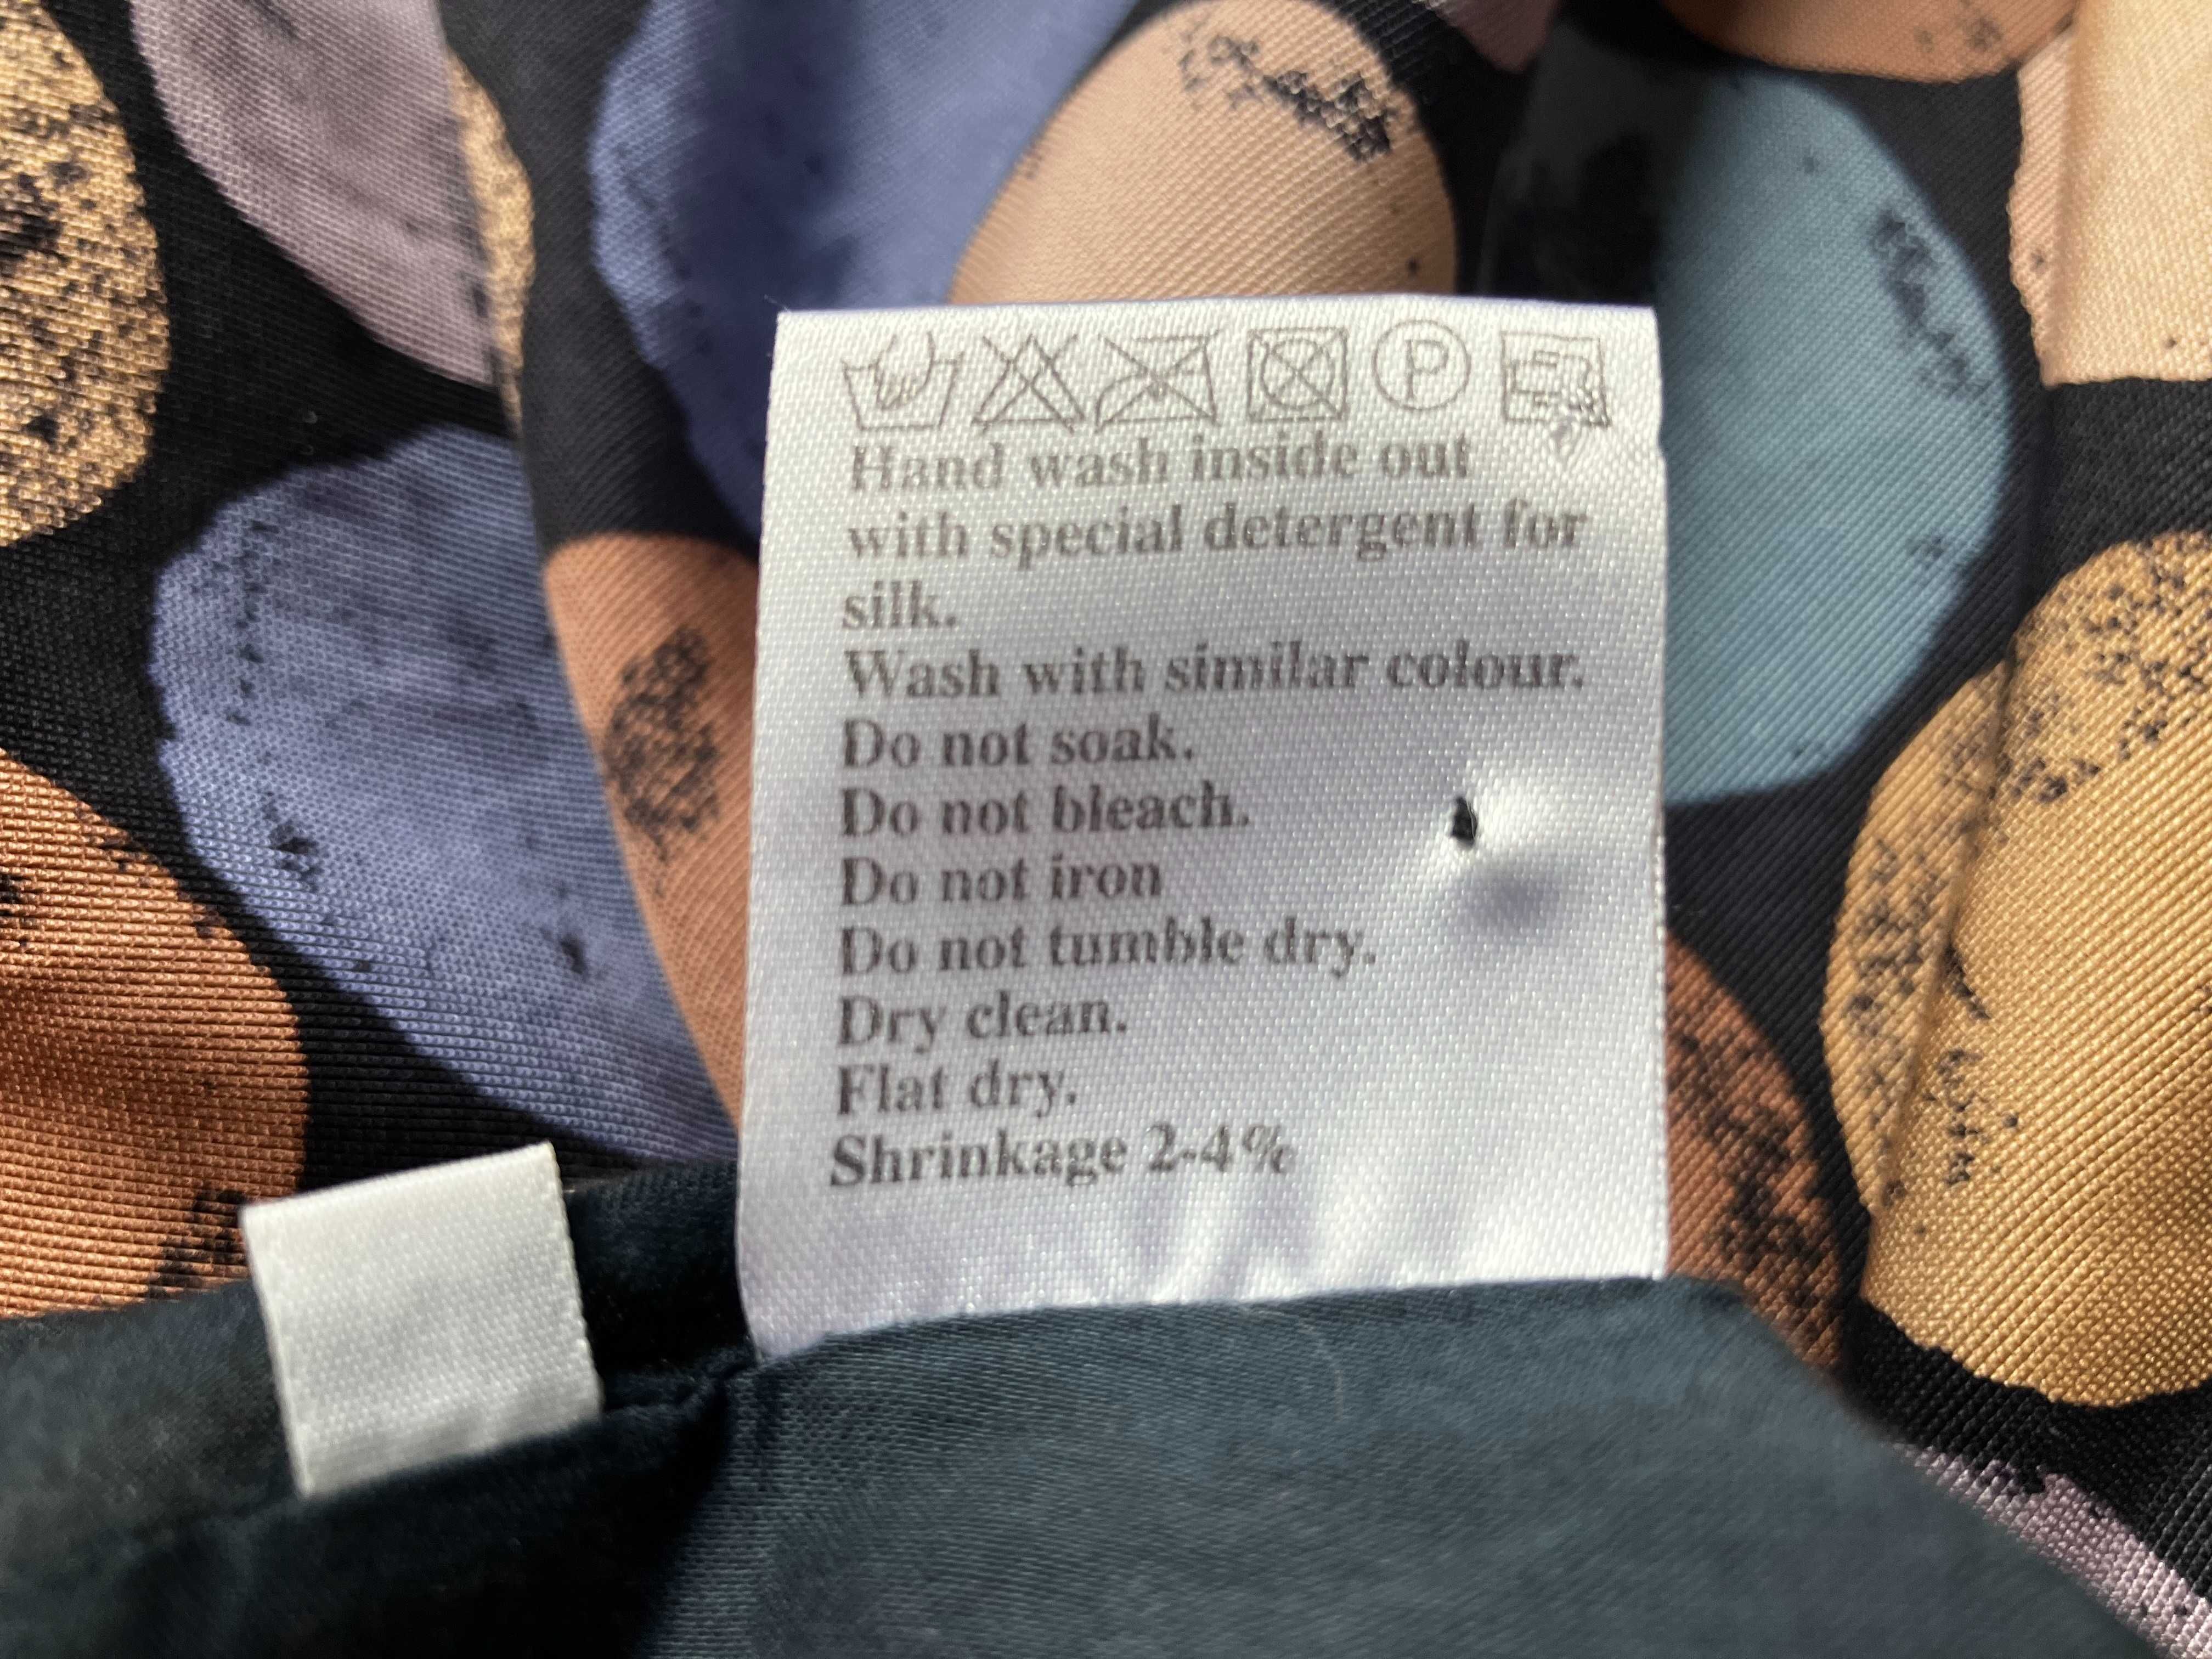 P
Hand wash inside out
with special detergent for
silk.
Wash with similar colour.
Do not soak.
Do not bleach.
Do not iron
Do not tumble dry.
Dry clean.
Flat dry.
Shrinkage 2-4%